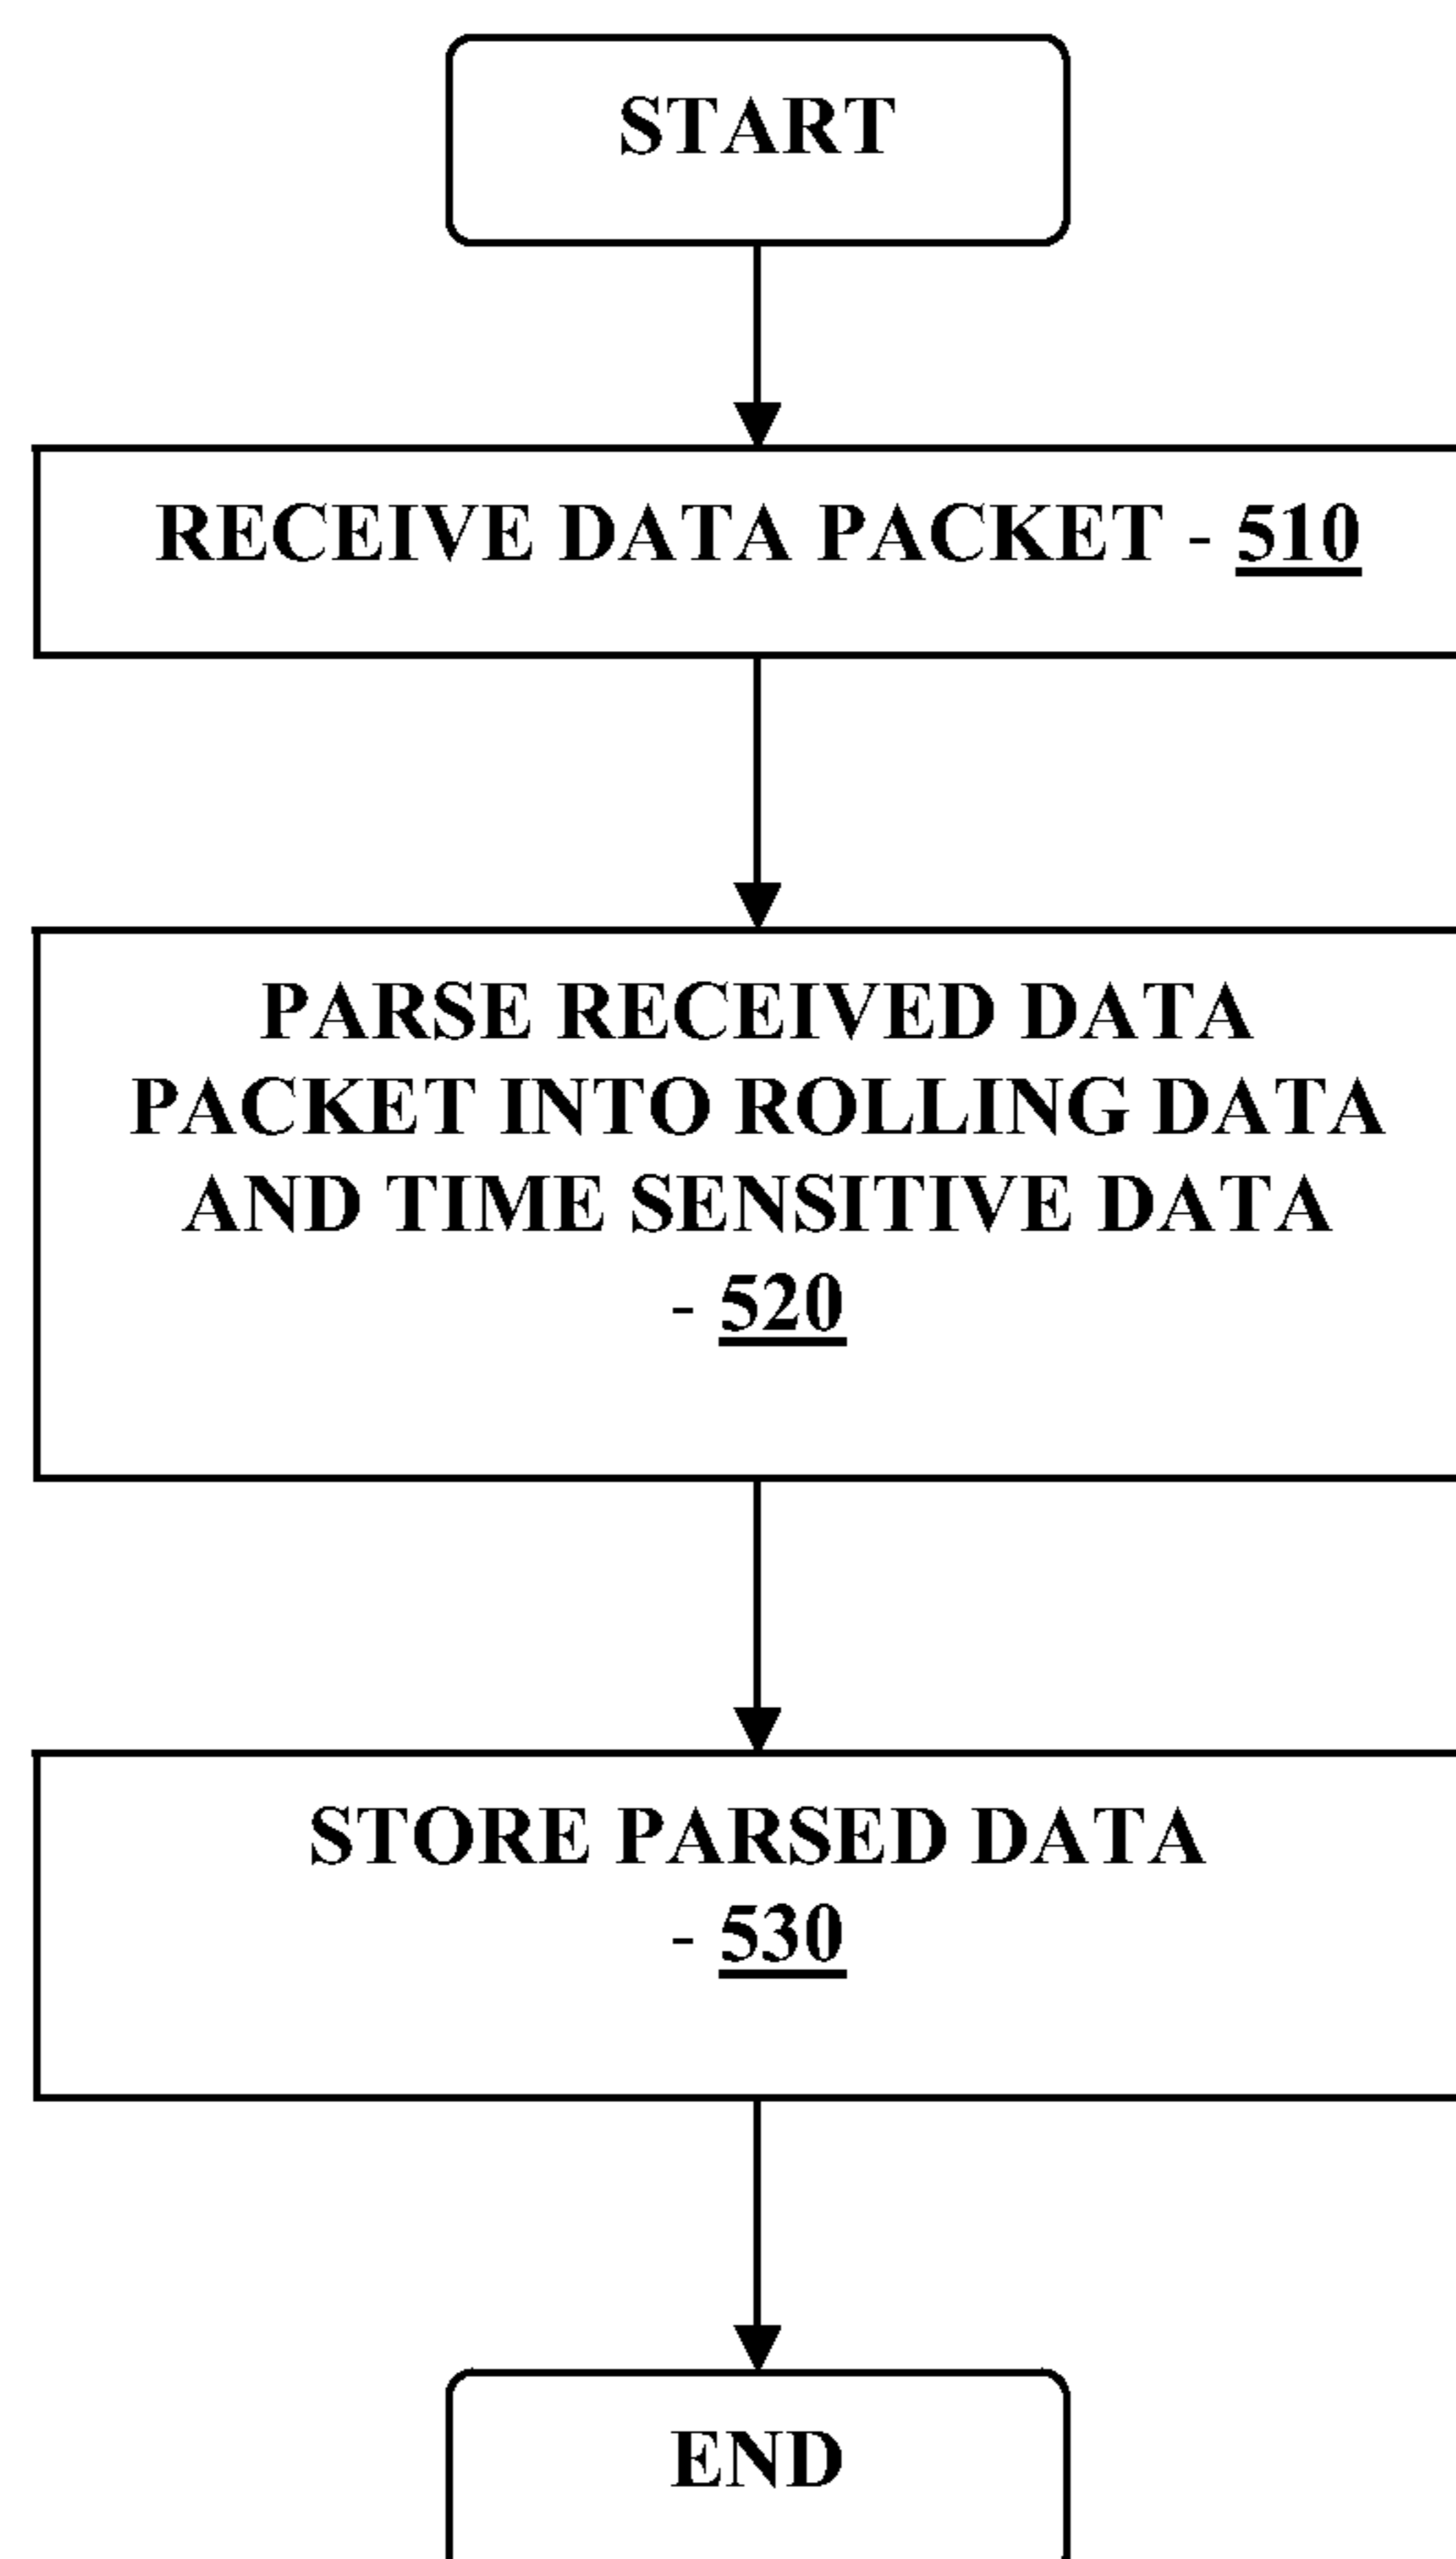 START
RECEIVE DATA PACKET - 510
PARSE RECEIVED DATA
PACKET INTO ROLLING DATA
AND TIME SENSITIVE DATA
- 520
STORE PARSED DATA
- 530
END